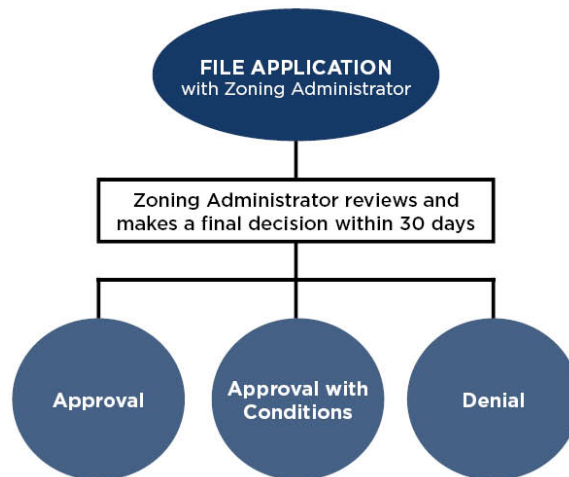 FILE APPLICATION
with Zoning Administrator
Zoning Administrator reviews and
makes a final decision within 30 days
Approval
Approval with
Conditions
Denial